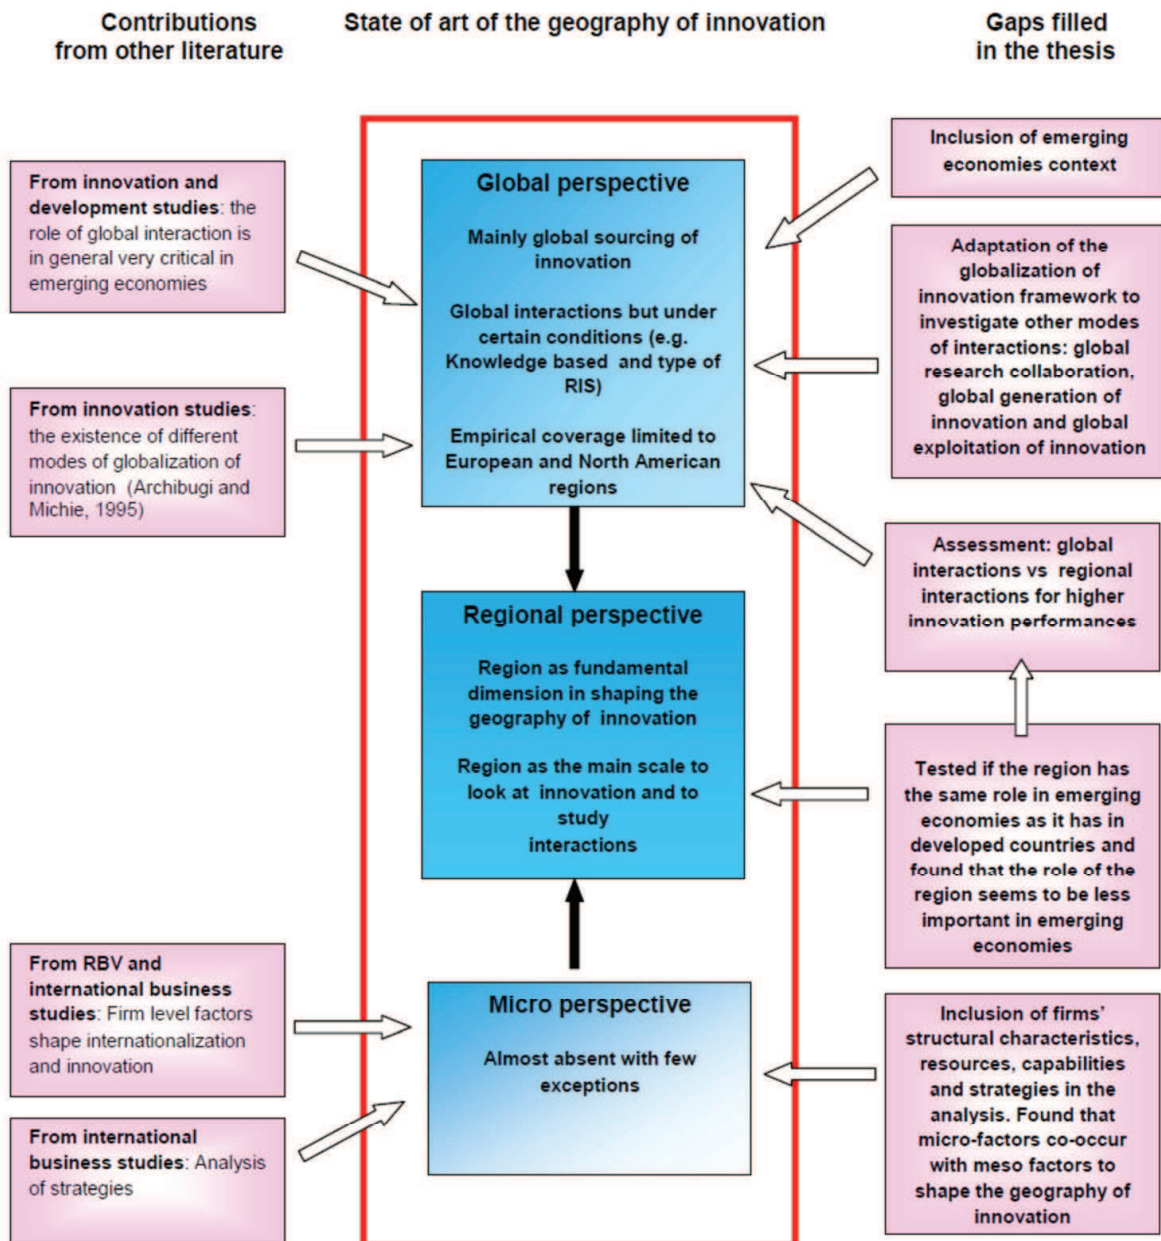 Contributions
from other literature
State of art of the geography of innovation
Gaps filled
in the thesis
From innovation and
development studies: the
role of global interaction is
in general very critical in
emerging economies
From innovation studies:
the existence of different
modes of globalization of
innovation (Archibugi and
Michie, 1995)
From RBV and
international business
studies: Firm level factors
shape internationalization
and innovation
From international
business studies: Analysis
of strategies
Global perspective
Mainly global sourcing of
innovation
Global interactions but under
certain conditions (e.g.
Knowledge based and type of
RIS)
Empirical coverage limited to
European and North American
regions
Regional perspective
Region as fundamental
dimension in shaping the
geography of innovation
Region as the main scale to
look at innovation and to
study
interactions
Micro perspective
Almost absent with few
exceptions
Inclusion of emerging
economies context
Adaptation of the
globalization of
innovation framework to
investigate other modes
of interactions: global
research collaboration,
global generation of
innovation and global
exploitation of innovation
Assessment: global
interactions vs regional
interactions for higher
innovation performances
Tested if the region has
the same role in emerging
economies as it has in
developed countries and
found that the role of the
region seems to be less
important in emerging
economies
Inclusion of firms’
structural characteristics,
resources, capabilities
and strategies in the
analysis. Found that
micro-factors co-occur
with meso factors to
shape the geography of
innovation